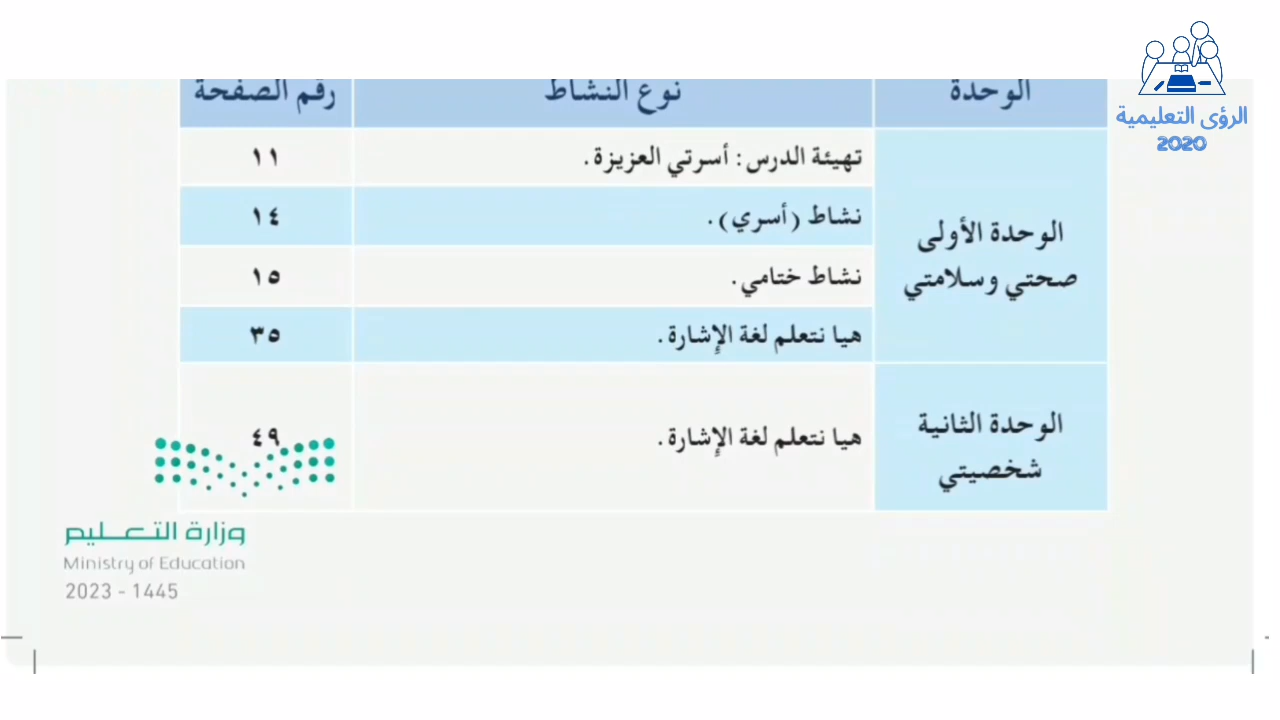 الرؤى التعليمية
2020
الوحدة نوع النشاط رقم الصفحة
الوحدة الأولى
صحتي وسلامتي
تهيئة الدرس: أسرتي العزيزة. ١١
نشاط (أسري). ١٤
نشاط ختامي. ١٥
هيا نتعلم لغة الإشارة. ٣٥
الوحدة الثانية
شخصيتي
هيا نتعلم لغة الإشارة. ٤٩
وزارة التعليم
Ministry of Education
2023 - 1445